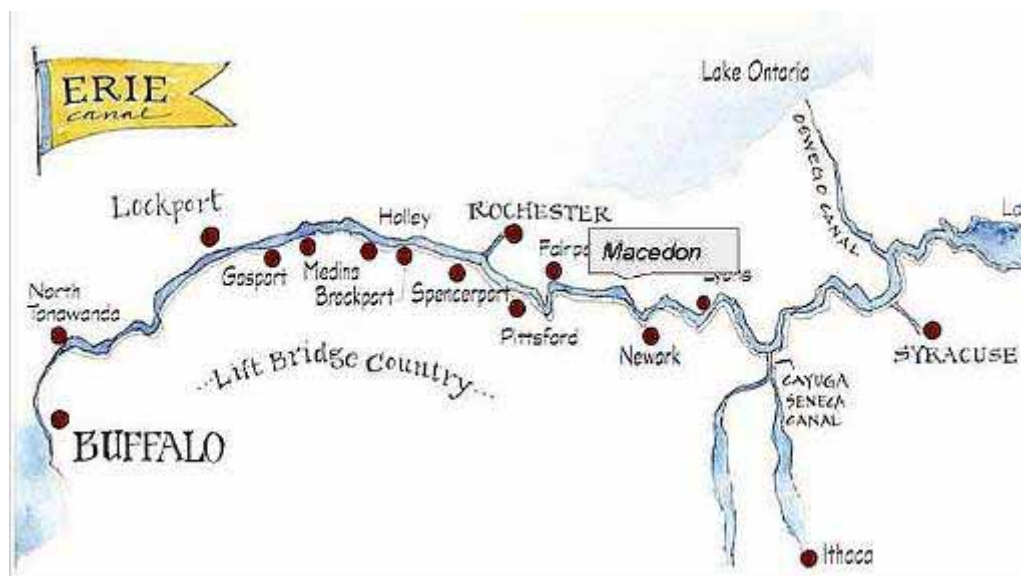 ERIE
canal
Lake Ontario
OSWEGO CANAL
Lockport
Holley
ROCHESTER
Macedon
Lyons
Gasport
Medina
Brockport
Spencerport
North
Tonawanda
Pittsford
Newark
SYRACUSE
...Lift Bridge Country...
CAYUGA
SENECA
CANAL
BUFFALO
Ithaca